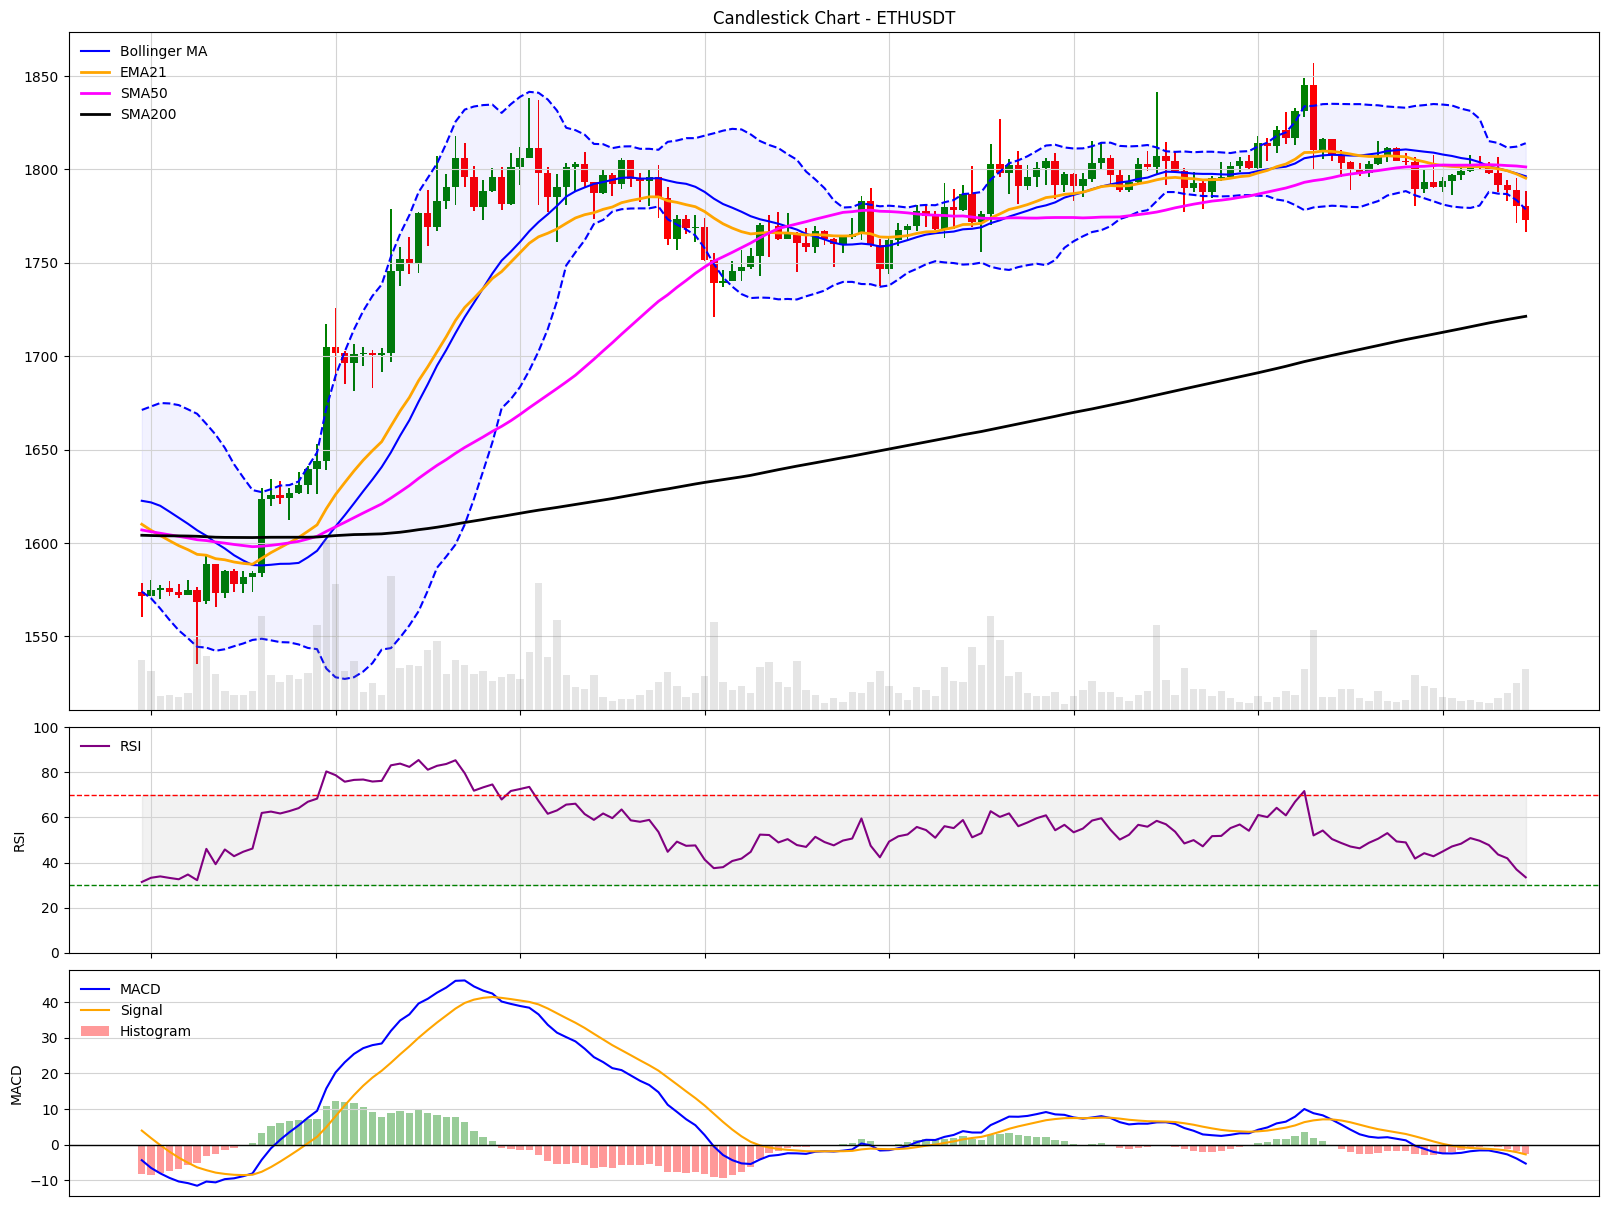 Candlestick Chart - ETHUSDT
Bollinger MA
EMA21
SMA50
SMA200
1850
1800
1750
1700
1650
1600
1550
RSI
100
80
60
40
20
0
RSI
MACD
Signal
Histogram
40
30
20
10
0
−10
MACD